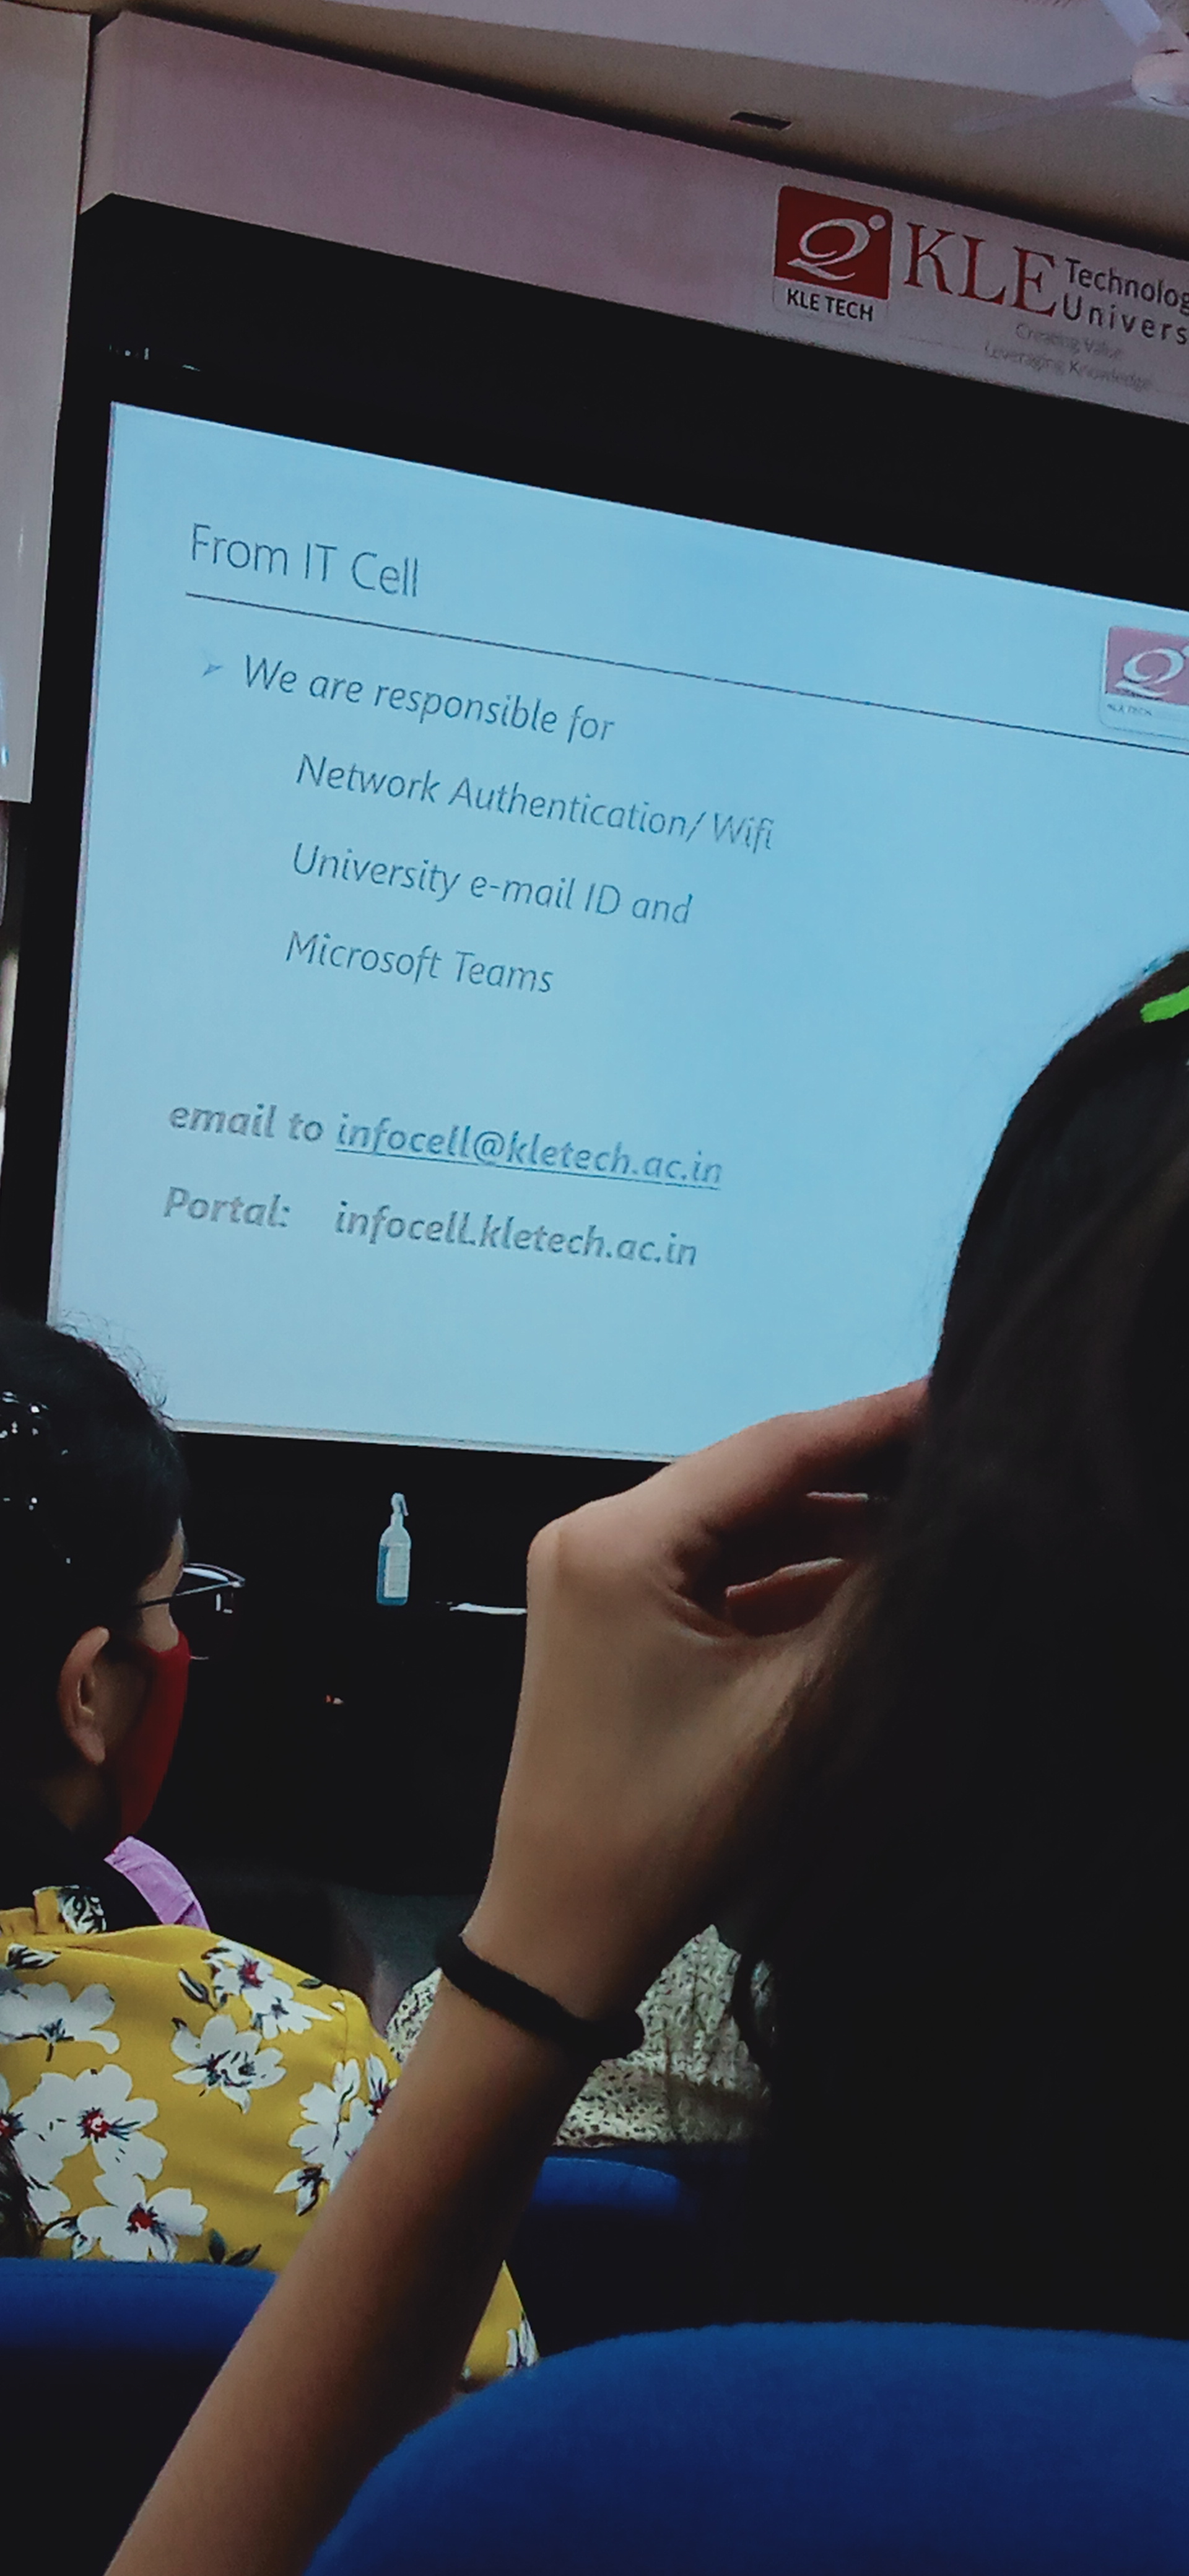 KLE TECH
KLE
Technolog
Univers
Creating Value
Leveraging Knowledge
From IT Cell
We are responsible for
Network Authentication/ Wifi
University e-mail ID and
Microsoft Teams
KLE TECH
email to infocell@kletech.ac.in
Portal: infocell.kletech.ac.in